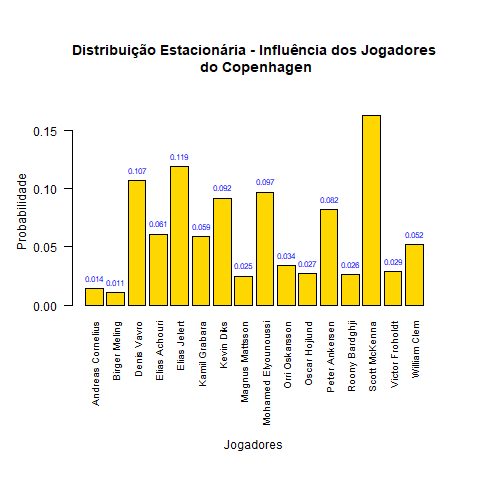 Distribuição Estacionária - Influência dos Jogadores
do Copenhagen
Probabilidade
0.15
0.10
0.05
0.00
0.014
0.011
0.107
0.061
0.119
0.059
0.092
0.025
0.097
0.034
0.027
0.082
0.026
0.029
0.052
Andreas Cornelius
Birger Meling
Denis Vavro
Elias Achouri
Elias Jelert
Kamil Grabara
Kevin Diks
Magnus Mattsson
Mohamed Elyounoussi
Orri Oskarsson
Oscar Hojlund
Peter Ankersen
Roony Bardghji
Scott McKenna
Victor Froholdt
William Clem
Jogadores